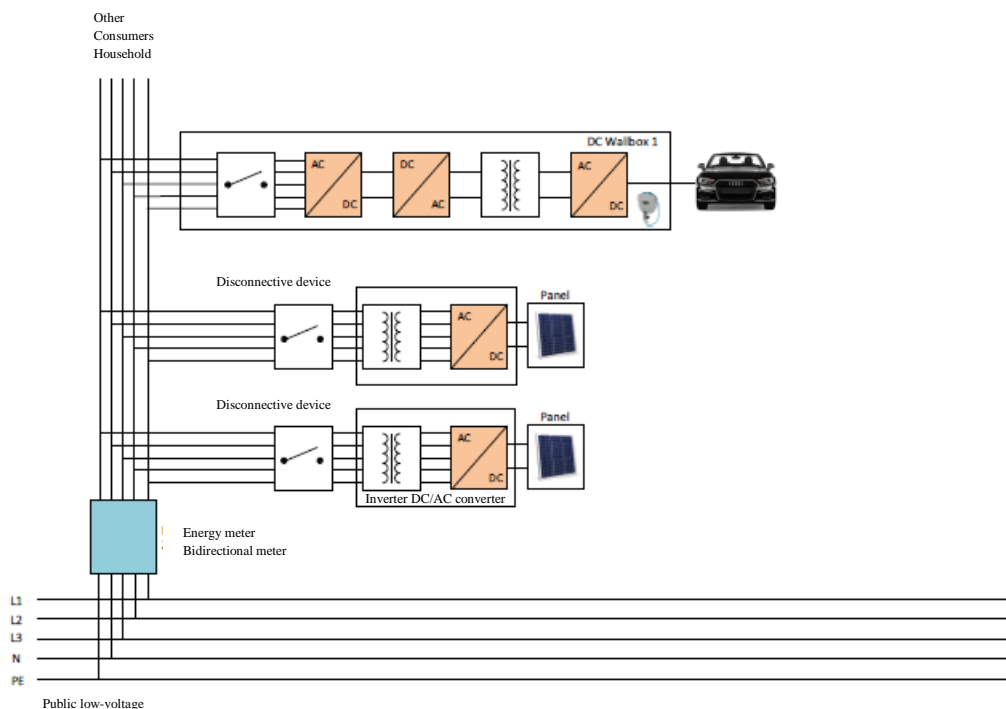 Other
Consumers
Household
DC Wallbox 1
AC
DC
DC
AC
AC
DC
Disconnective device
Panel
AC
DC
Disconnective device
Panel
AC
DC
Inverter DC/AC converter
Energy meter
Bidirectional meter
L1
L2
L3
N
PE
Public low-voltage